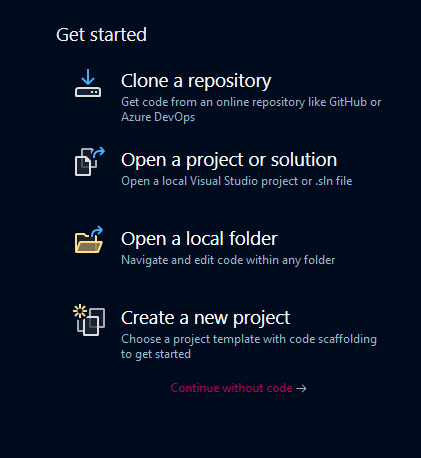 Get started
Clone a repository
Get code from an online repository like GitHub or
Azure DevOps
Open a project or solution
Open a local Visual Studio project or .sln file
Open a local folder
Navigate and edit code within any folder
Create a new project
Choose a project template with code scaffolding
to get started
Continue without code →